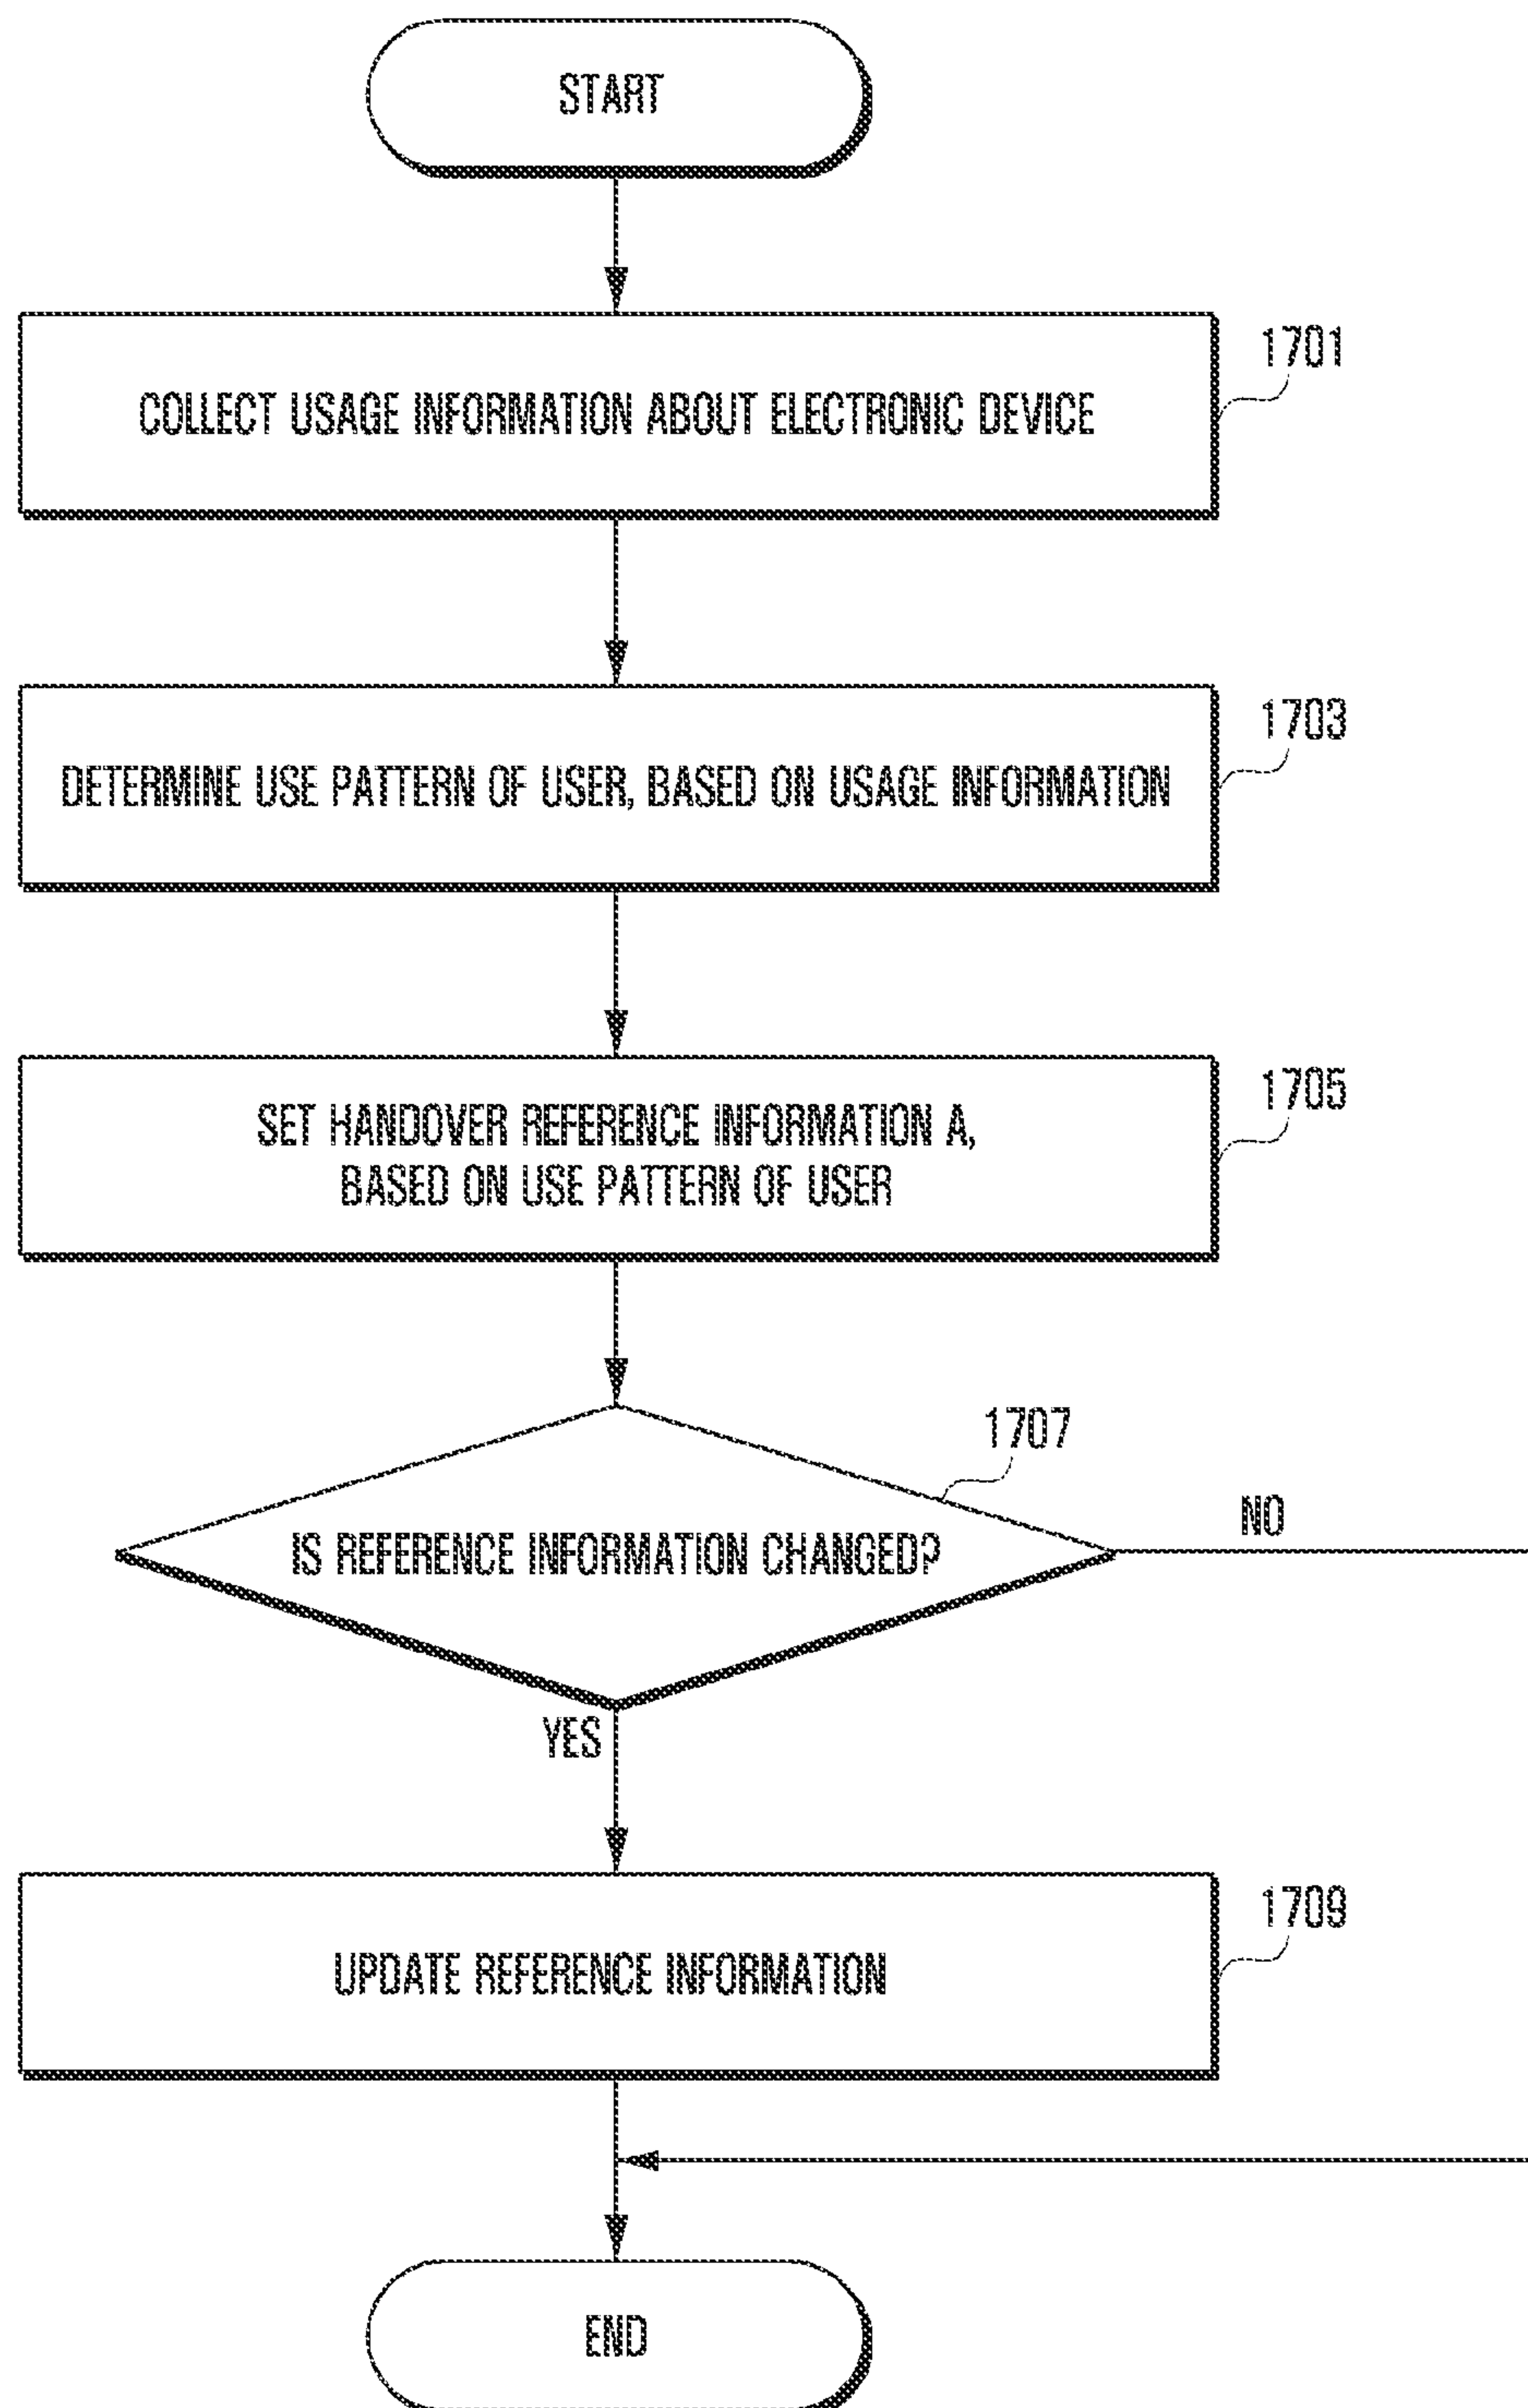 START
1701
COLLECT USAGE INFORMATION ABOUT ELECTRONIC DEVICE
1703
DETERMINE USE PATTERN OF USER, BASED ON USAGE INFORMATION
1705
SET HANDOVER REFERENCE INFORMATION A,
BASED ON USE PATTERN OF USER
1707
NO
IS REFERENCE INFORMATION CHANGED?
YES
1709
UPDATE REFERENCE INFORMATION
END